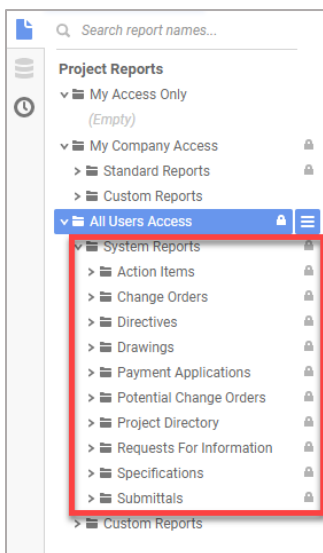 Search report names...
Project Reports
My Access Only
(Empty)
My Company Access
Standard Reports
Custom Reports
All Users Access
System Reports
Action Items
Change Orders
Directives
Drawings
Payment Applications
Potential Change Orders
Project Directory
Requests For Information
Specifications
Submittals
Custom Reports